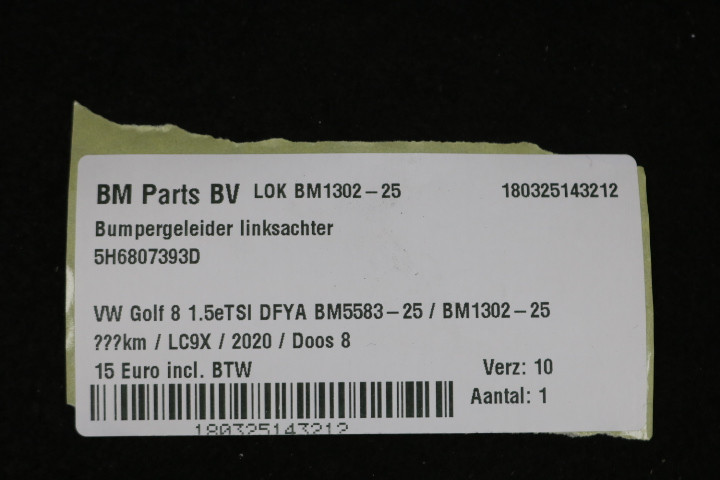 BM Parts BV LOK BM1302-25 180325143212
Bumpergeleider linksachter
5H6807393D
VW Golf 8 1.5eTSI DFYA BM5583-25 / BM1302-25
???km / LC9X / 2020 / Doos 8
15 Euro incl. BTW Verz: 10
Aantal: 1
180325143212